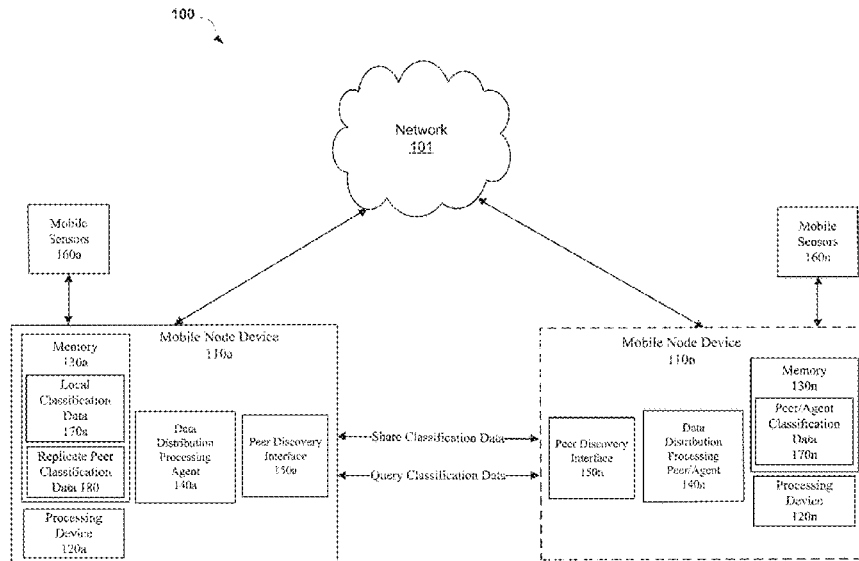 100
Network
101
Mobile
Sensors
160a
Mobile
Sensors
160n
Mobile Node Device
110a
Memory
130a
Local
Classification
Data
170a
Replicate Peer
Classification
Data 180
Processing
Device
120a
Data
Distribution
Processing
Agent
140a
Peer Discovery
Interface
150a
Share Classification Data
Query Classification Data
Mobile Node Device
110n
Peer Discovery
Interface
150n
Data
Distribution
Processing
Peer/Agent
140n
Memory
130n
Peer/Agent
Classification
Data
170n
Processing
Device
120n